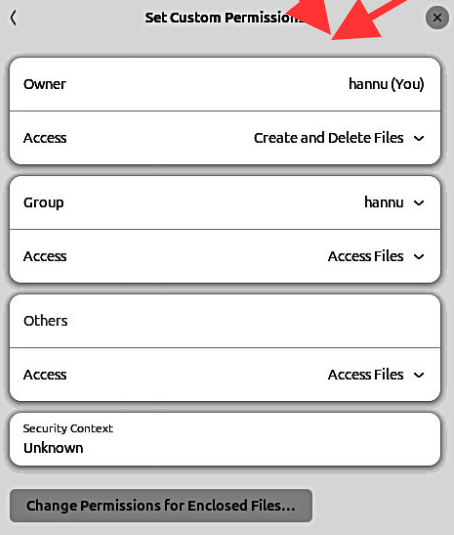 Set Custom Permissions
Owner hannu (You)
Access Create and Delete Files
Group hannu
Access Access Files
Others
Access Access Files
Security Context
Unknown
Change Permissions for Enclosed Files...